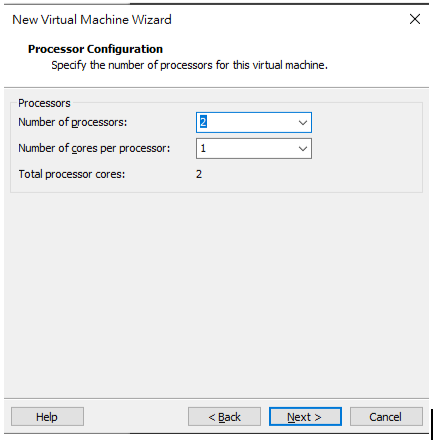 New Virtual Machine Wizard
Processor Configuration
Specify the number of processors for this virtual machine.
Processors
Number of processors: 2
Number of cores per processor: 1
Total processor cores: 2
Help < Back Next > Cancel